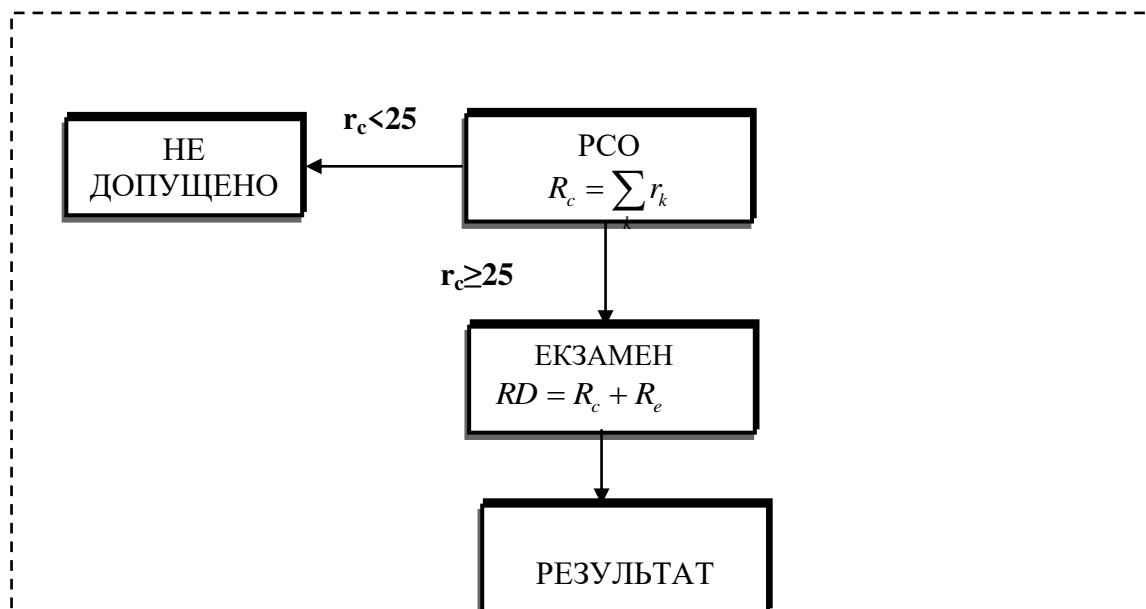 r_c<25
НЕ
ДОПУЩЕНО
РСО
R_c = ∑_k r_k
r_c≥25
ЕКЗАМЕН
RD = R_c + R_e
РЕЗУЛЬТАТ